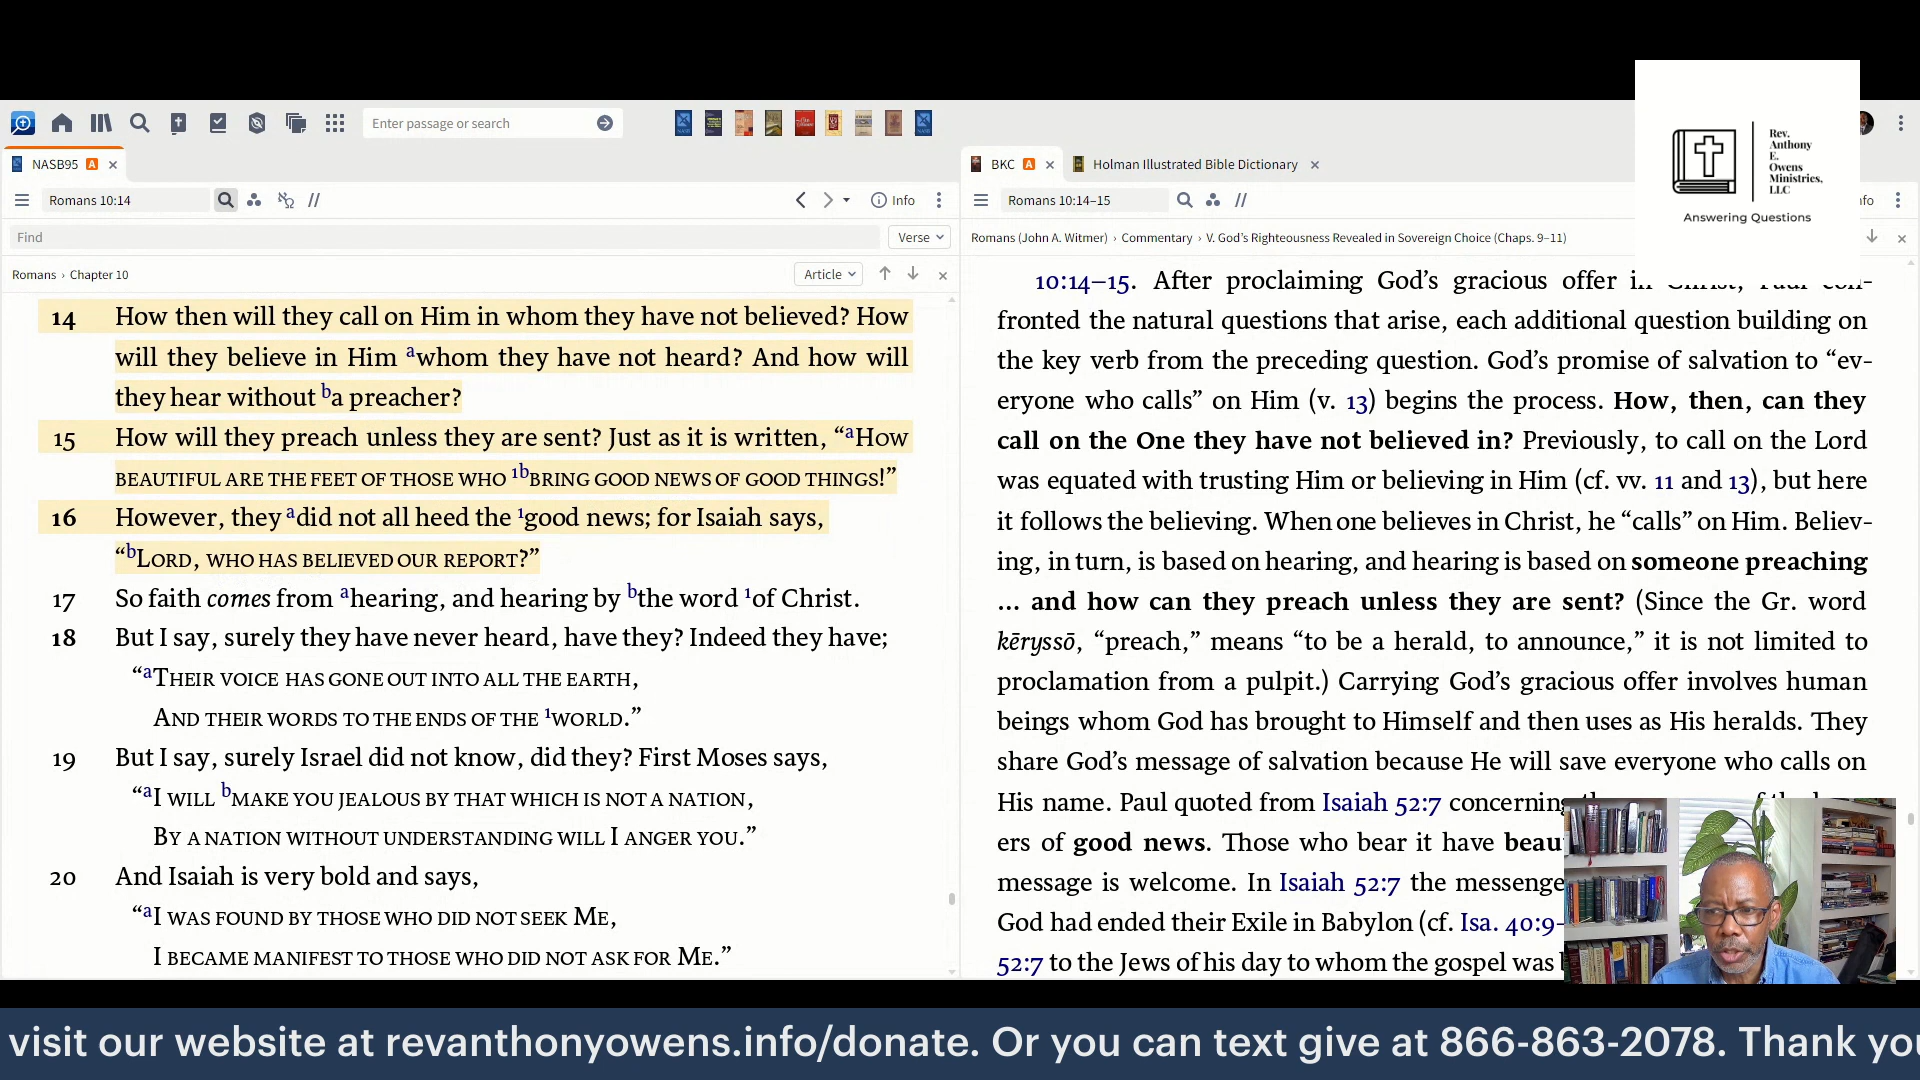 Enter passage or search
Rev.
Anthony
E.
Owens
Ministries,
LLC
Answering Questions
NASB95 A
BKC A
Holman Illustrated Bible Dictionary
Romans 10:14
Info
Romans 10:14–15
Find
Verse
Romans (John A. Witmer) › Commentary › V. God’s Righteousness Revealed in Sovereign Choice (Chaps. 9–11)
Romans › Chapter 10
Article
14 How then will they call on Him in whom they have not believed? How
will they believe in Him ᵃwhom they have not heard? And how will
they hear without ᵇa preacher?
15 How will they preach unless they are sent? Just as it is written, “ᵃHOW
BEAUTIFUL ARE THE FEET OF THOSE WHO ¹ᵇBRING GOOD NEWS OF GOOD THINGS!”
16 However, they ᵃdid not all heed the ¹good news; for Isaiah says,
“ᵇLORD, WHO HAS BELIEVED OUR REPORT?”
17 So faith comes from ᵃhearing, and hearing by ᵇthe word ¹of Christ.
18 But I say, surely they have never heard, have they? Indeed they have;
“ᵃTHEIR VOICE HAS GONE OUT INTO ALL THE EARTH,
AND THEIR WORDS TO THE ENDS OF THE ¹WORLD.”
19 But I say, surely Israel did not know, did they? First Moses says,
“ᵃI WILL ᵇMAKE YOU JEALOUS BY THAT WHICH IS NOT A NATION,
BY A NATION WITHOUT UNDERSTANDING WILL I ANGER YOU.”
20 And Isaiah is very bold and says,
“ᵃI WAS FOUND BY THOSE WHO DID NOT SEEK ME,
I BECAME MANIFEST TO THOSE WHO DID NOT ASK FOR ME.”
10:14–15. After proclaiming God’s gracious offer
fronted the natural questions that arise, each additional question building on
the key verb from the preceding question. God’s promise of salvation to “ev-
eryone who calls” on Him (v. 13) begins the process. How, then, can they
call on the One they have not believed in? Previously, to call on the Lord
was equated with trusting Him or believing in Him (cf. vv. 11 and 13), but here
it follows the believing. When one believes in Christ, he “calls” on Him. Believ-
ing, in turn, is based on hearing, and hearing is based on someone preaching
… and how can they preach unless they are sent? (Since the Gr. word
kēryssō, “preach,” means “to be a herald, to announce,” it is not limited to
proclamation from a pulpit.) Carrying God’s gracious offer involves human
beings whom God has brought to Himself and then uses as His heralds. They
share God’s message of salvation because He will save everyone who calls on
His name. Paul quoted from Isaiah 52:7 concerning
ers of good news. Those who bear it have
message is welcome. In Isaiah 52:7 the
God had ended their Exile in Babylon (cf. Isa. 40:9–
52:7 to the Jews of his day to whom the gospel was
visit our website at revanthonyowens.info/donate. Or you can text give at 866-863-2078. Thank you